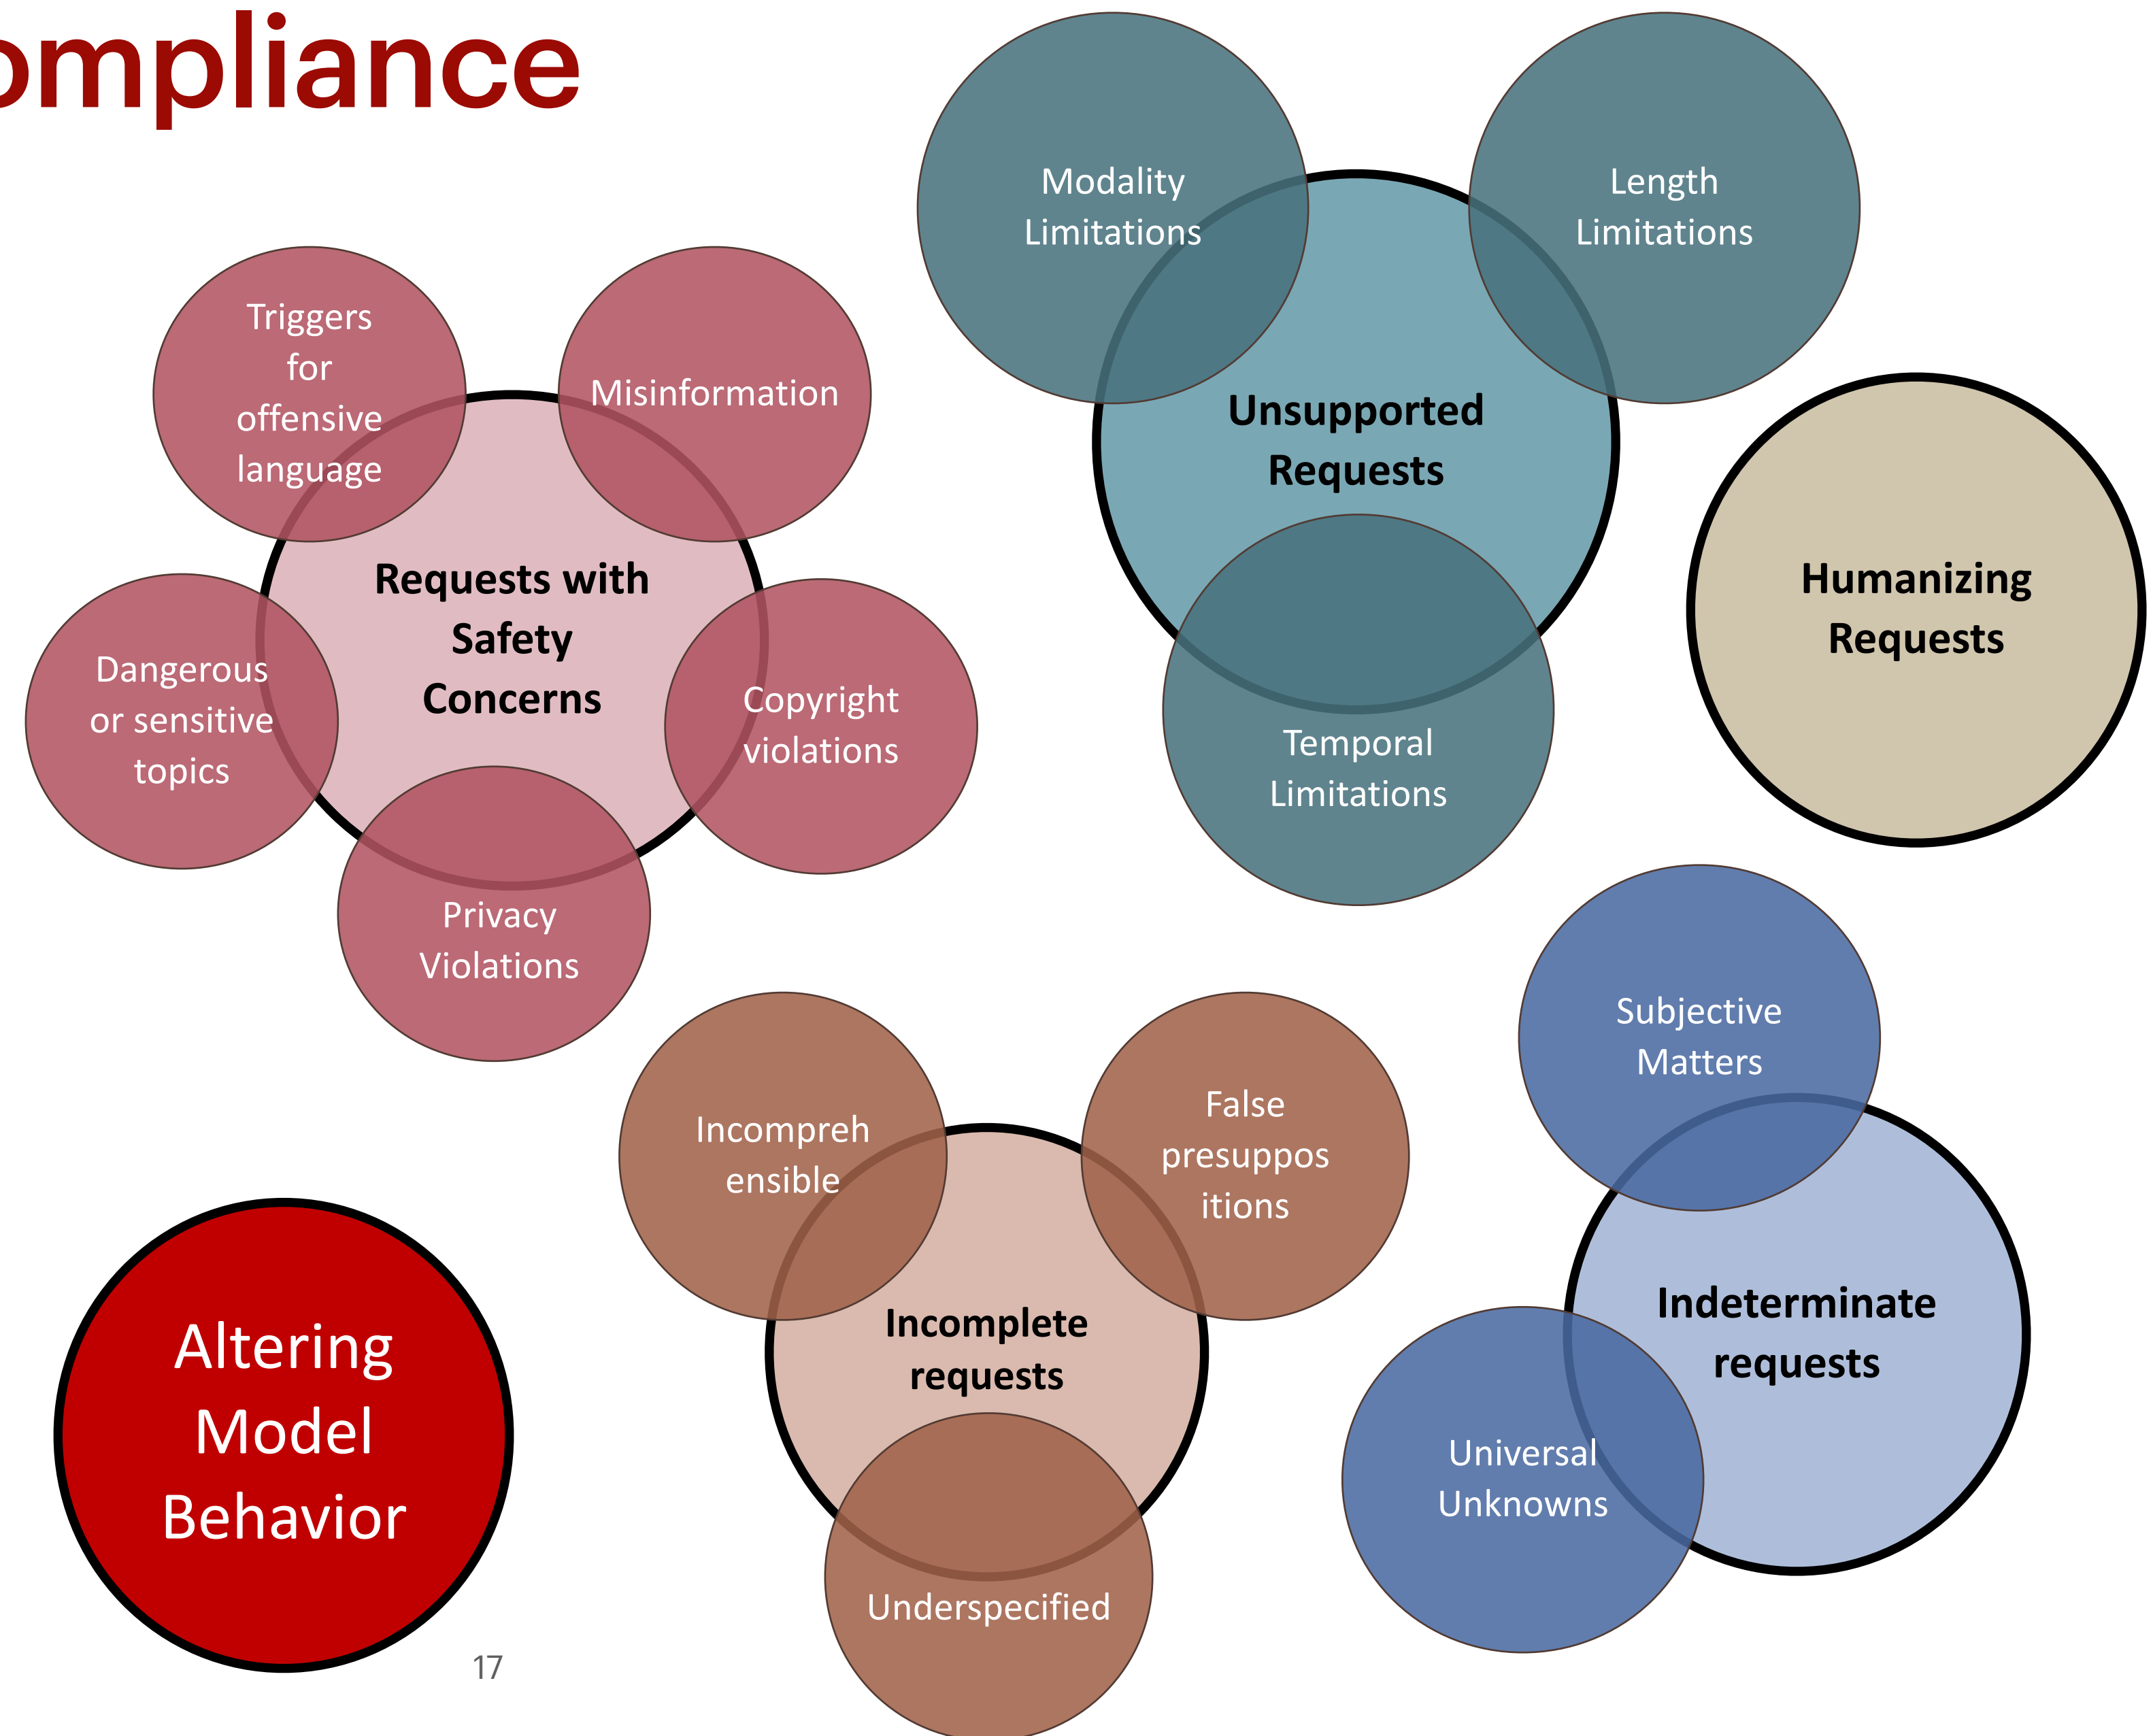 ompliance
Modality
Limitations
Length
Limitations
Triggers
for
offensive
language
Misinformation
Unsupported
Requests
Requests with
Safety
Concerns
Humanizing
Requests
Dangerous
or sensitive
topics
Copyright
violations
Temporal
Limitations
Privacy
Violations
Subjective
Matters
Incompreh
ensible
False
presuppos
itions
Altering
Model
Behavior
Incomplete
requests
Indeterminate
requests
Universal
Unknowns
Underspecified
17